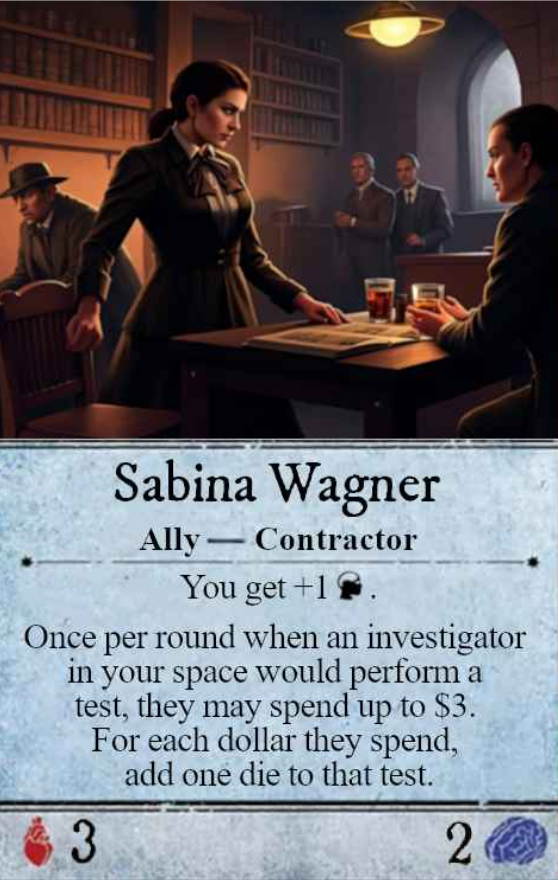 Sabina Wagner
Ally — Contractor
You get +1 .
Once per round when an investigator
in your space would perform a
test, they may spend up to $3.
For each dollar they spend,
add one die to that test.
3 2